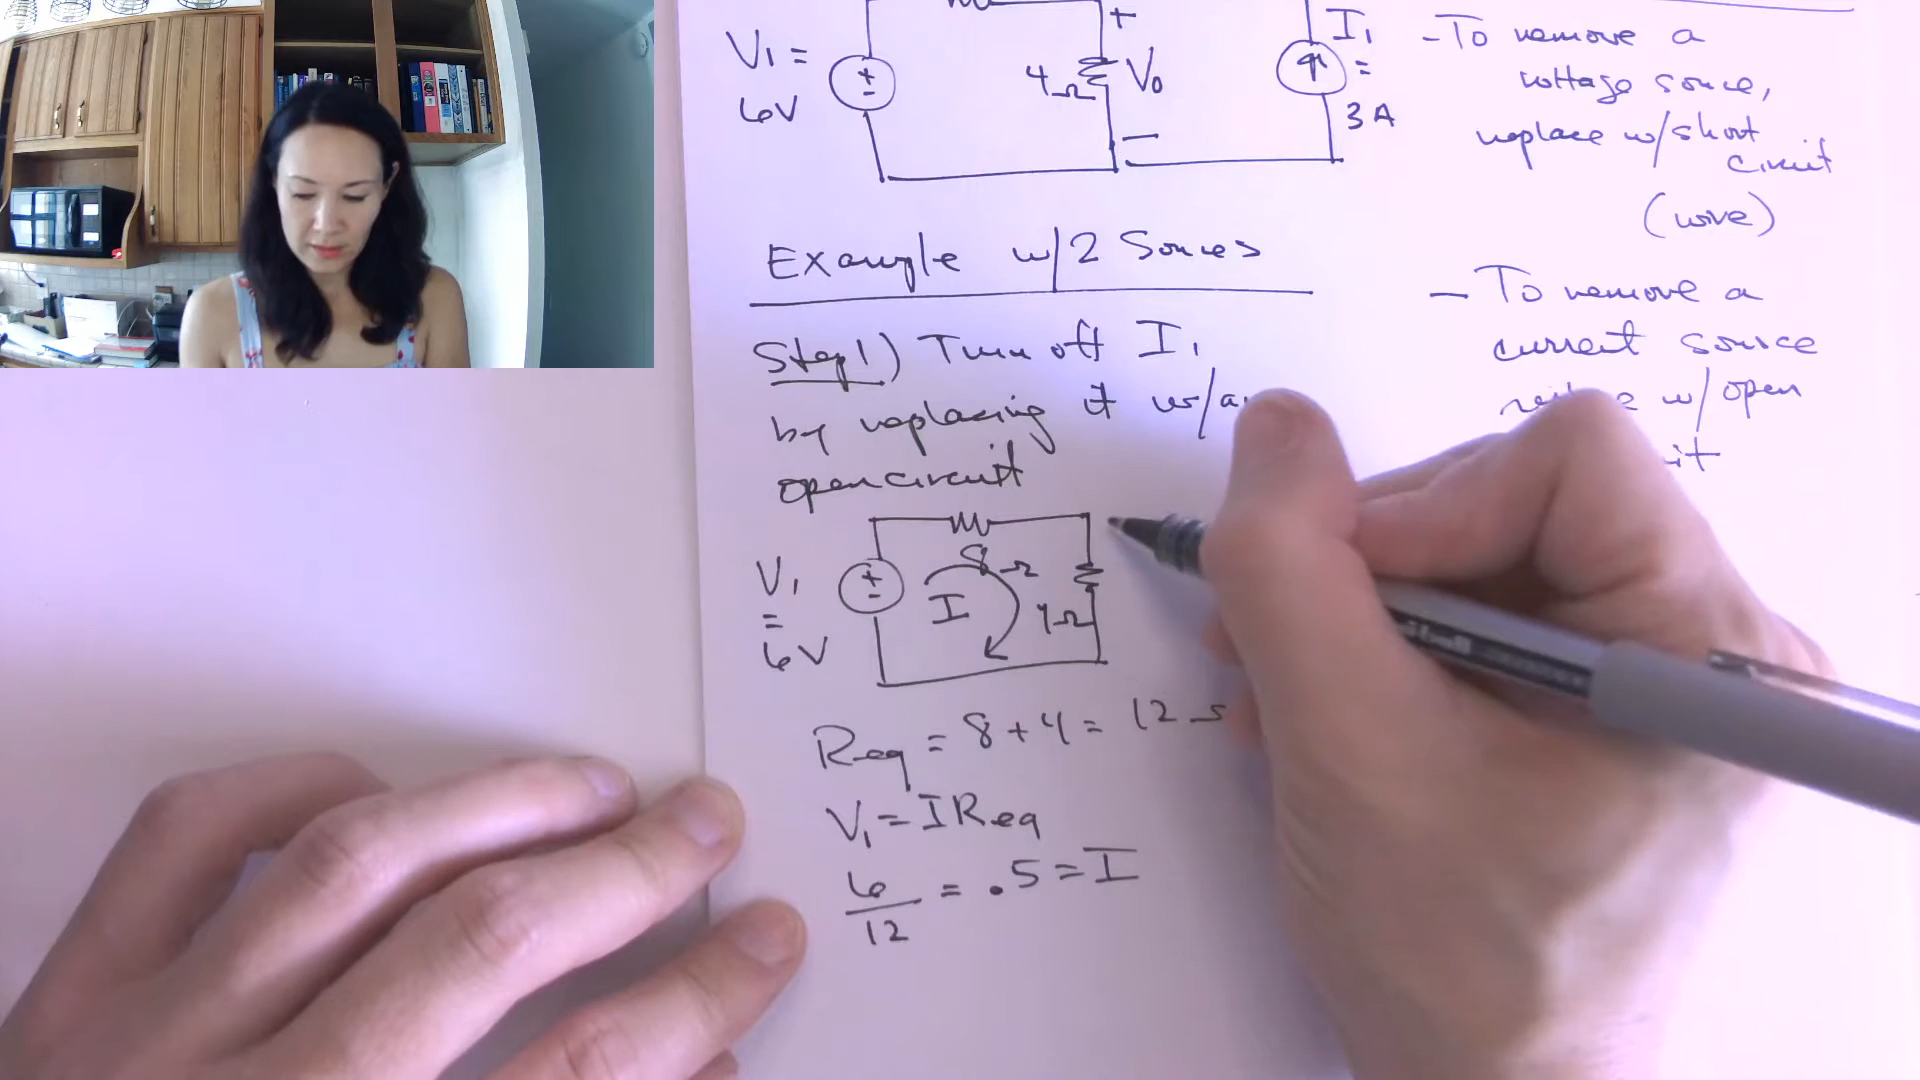 V1 =
6V
4Ω
+
V0
−
I1
=
3A
- To remove a
voltage source,
replace w/short
circuit
(wire)
Example w/2 Sources
- To remove a
current source
w/open
Step 1) Turn off I1
by replacing it w/a
open circuit
V1
=
6V
+
-
I
8Ω
4Ω
Req = 8+4 = 12
V1 = IReq
6/12 = .5 = I